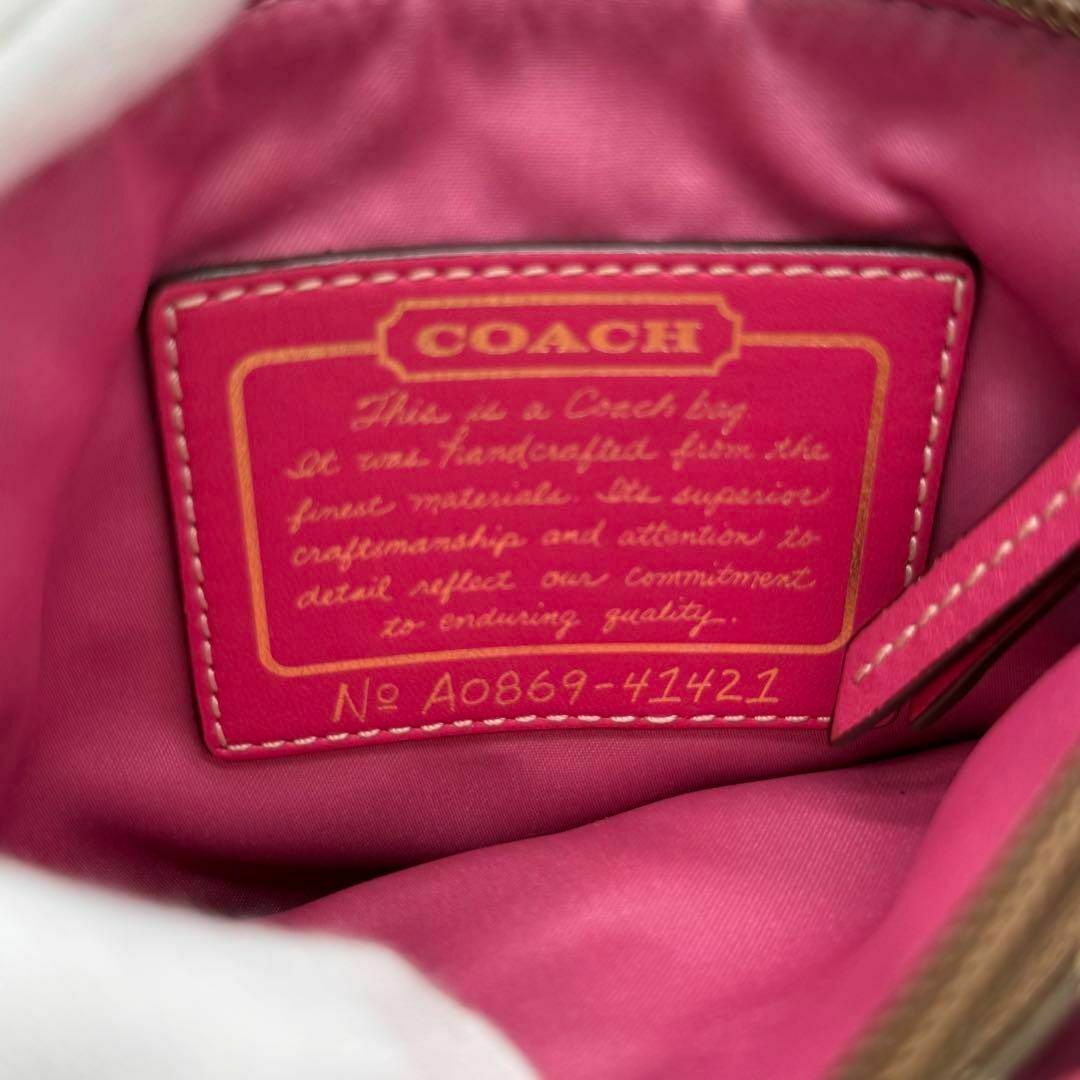 COACH
This is a Coach bag
It was handcrafted from the
finest materials. Its superior
craftsmanship and attention to
detail reflect our commitment
to enduring quality.
Nº A0869-41421